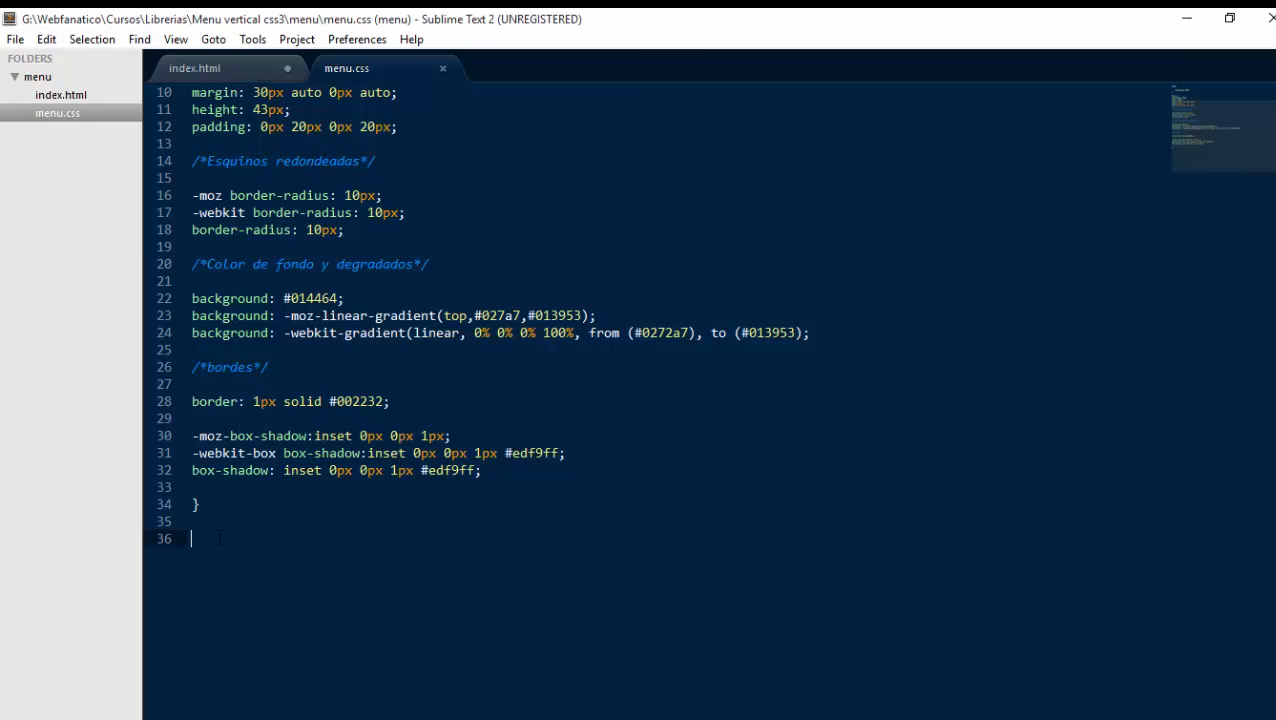 G:\Webfanatico\Cursos\Librerias\Menu vertical css3\menu\menu.css (menu) - Sublime Text 2 (UNREGISTERED)
File Edit Selection Find View Goto Tools Project Preferences Help
FOLDERS
menu
index.html
menu.css
index.html menu.css
10 margin: 30px auto 0px auto;
11 height: 43px;
12 padding: 0px 20px 0px 20px;
13
14 /*Esquinos redondeadas*/
15
16 -moz border-radius: 10px;
17 -webkit border-radius: 10px;
18 border-radius: 10px;
19
20 /*Color de fondo y degradados*/
21
22 background: #014464;
23 background: -moz-linear-gradient(top,#027a7,#013953);
24 background: -webkit-gradient(linear, 0% 0% 0% 100%, from (#0272a7), to (#013953);
25
26 /*bordes*/
27
28 border: 1px solid #002232;
29
30 -moz-box-shadow:inset 0px 0px 1px;
31 -webkit-box box-shadow:inset 0px 0px 1px #edf9ff;
32 box-shadow: inset 0px 0px 1px #edf9ff;
33
34 }
35
36